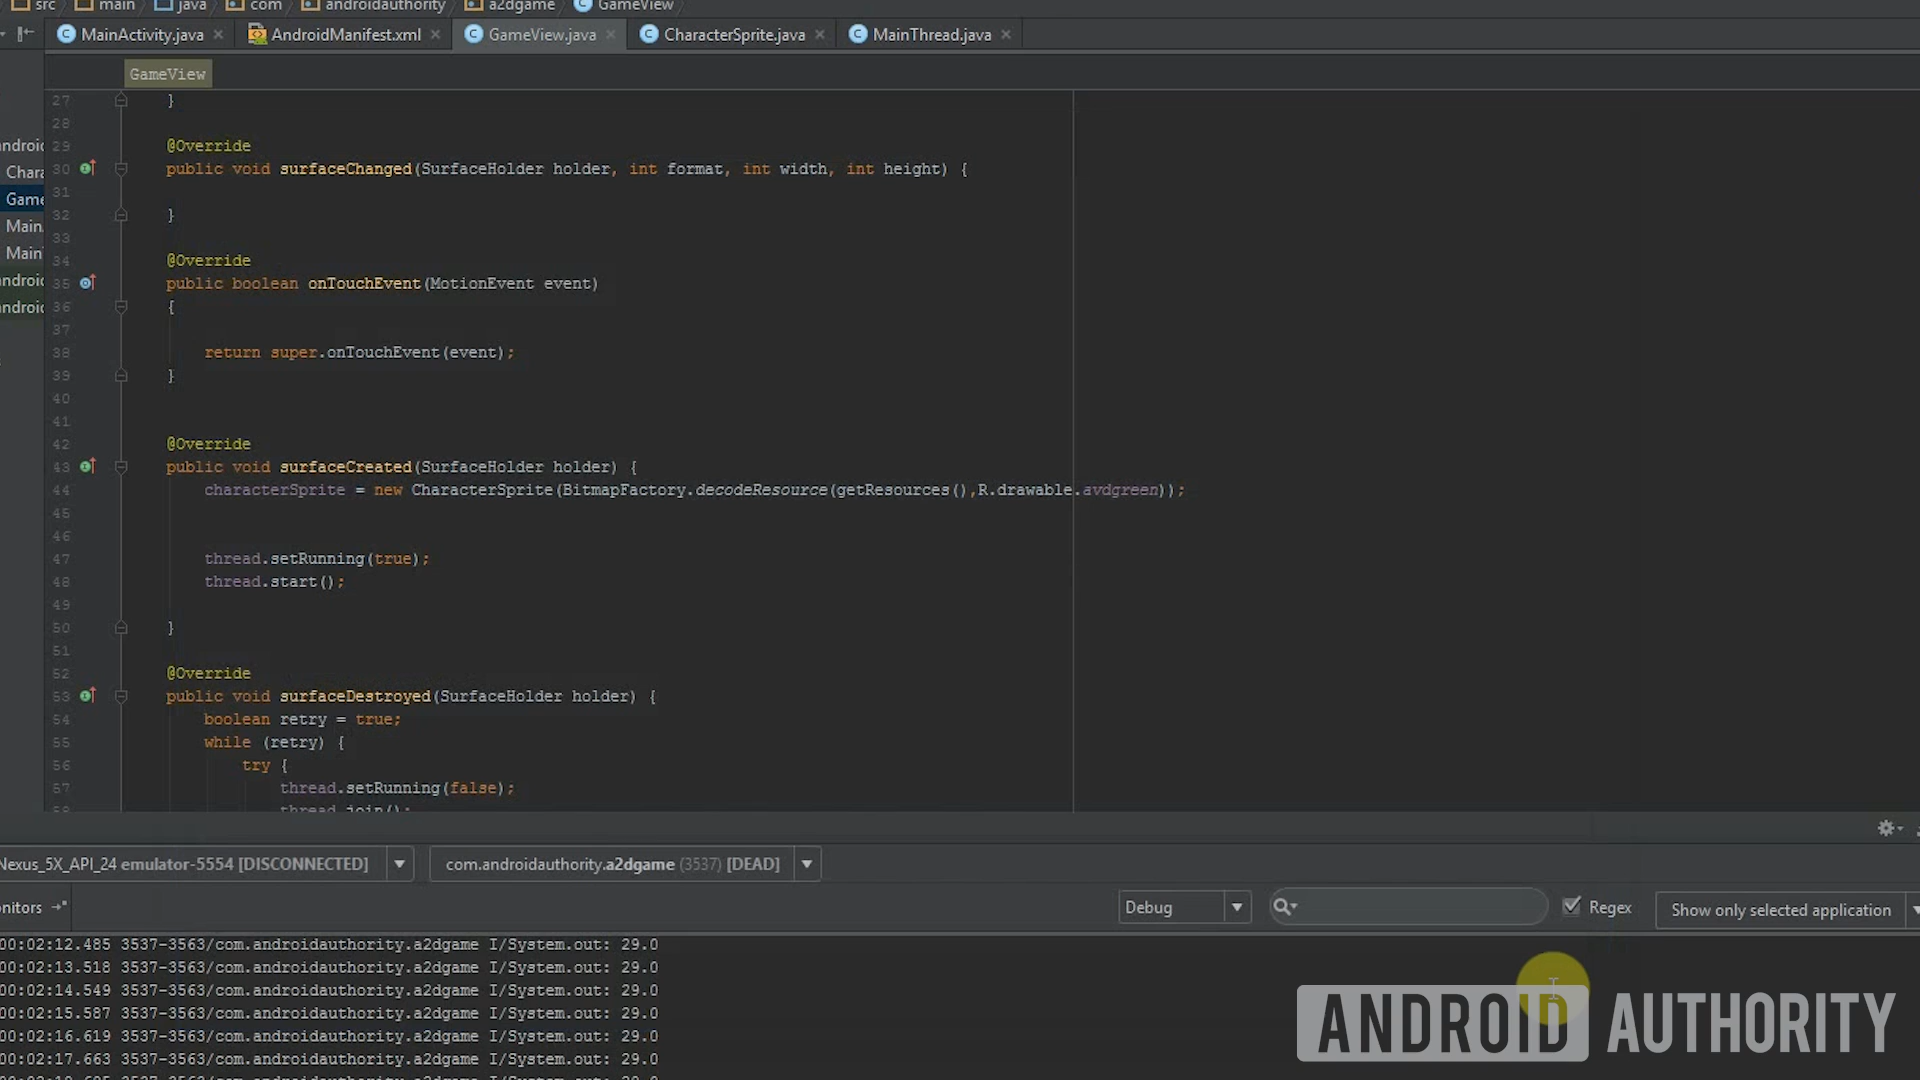 src main java com androidauthority a2dgame GameView
MainActivity.java AndroidManifest.xml GameView.java CharacterSprite.java MainThread.java
GameView
27 }
28
29 @Override
30 public void surfaceChanged(SurfaceHolder holder, int format, int width, int height) {
31
32 }
33
34 @Override
35 public boolean onTouchEvent(MotionEvent event)
36 {
37
38 return super.onTouchEvent(event);
39 }
40
41
42 @Override
43 public void surfaceCreated(SurfaceHolder holder) {
44 characterSprite = new CharacterSprite(BitmapFactory.decodeResource(getResources(),R.drawable.avdgreen));
45
46
47 thread.setRunning(true);
48 thread.start();
49
50 }
51
52 @Override
53 public void surfaceDestroyed(SurfaceHolder holder) {
54 boolean retry = true;
55 while (retry) {
56 try {
57 thread.setRunning(false);
58 thread.join();
androi
Chara
Game
Main
Main
androi
androi
Nexus_5X_API_24 emulator-5554 [DISCONNECTED] com.androidauthority.a2dgame (3537) [DEAD]
onitors Debug Regex Show only selected application
00:02:12.485 3537-3563/com.androidauthority.a2dgame I/System.out: 29.0
00:02:13.518 3537-3563/com.androidauthority.a2dgame I/System.out: 29.0
00:02:14.549 3537-3563/com.androidauthority.a2dgame I/System.out: 29.0
00:02:15.587 3537-3563/com.androidauthority.a2dgame I/System.out: 29.0
00:02:16.619 3537-3563/com.androidauthority.a2dgame I/System.out: 29.0
00:02:17.663 3537-3563/com.androidauthority.a2dgame I/System.out: 29.0
ANDROID AUTHORITY